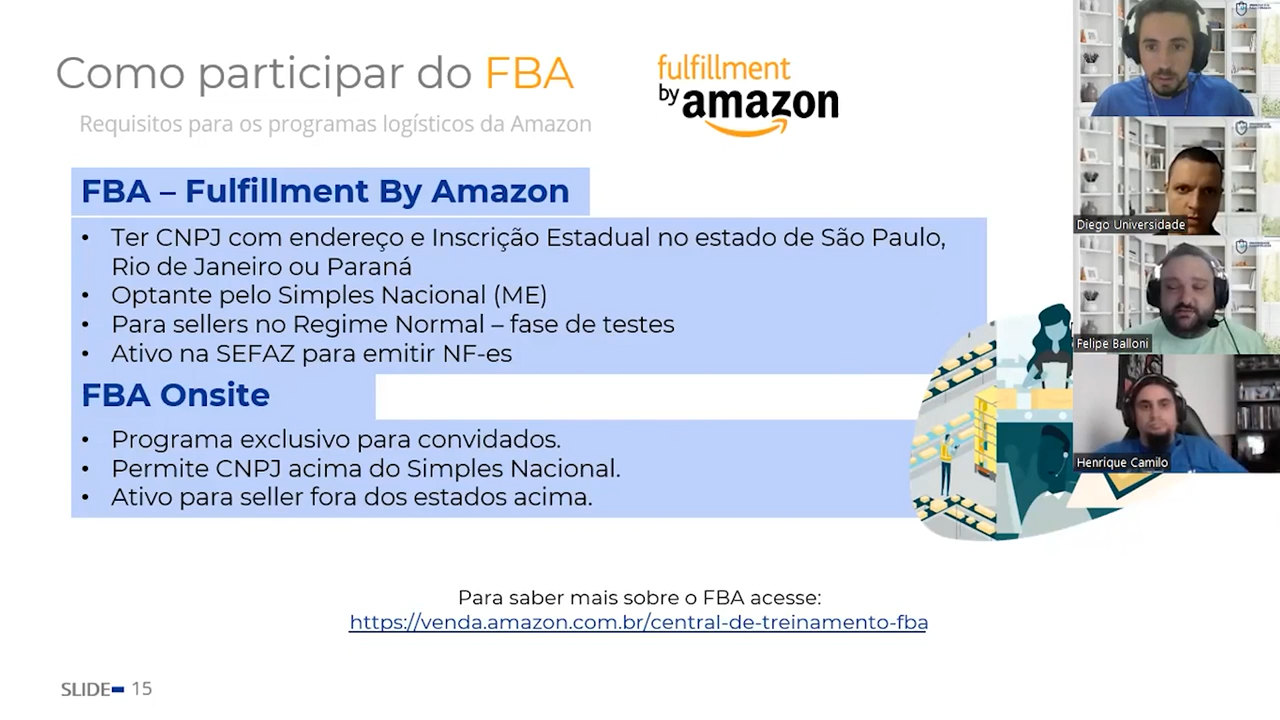 Como participar do FBA
Requisitos para os programas logísticos da Amazon
fulfillment
by amazon
FBA – Fulfillment By Amazon
• Ter CNPJ com endereço e Inscrição Estadual no estado de São Paulo,
Rio de Janeiro ou Paraná
• Optante pelo Simples Nacional (ME)
• Para sellers no Regime Normal – fase de testes
• Ativo na SEFAZ para emitir NF-es
FBA Onsite
• Programa exclusivo para convidados.
• Permite CNPJ acima do Simples Nacional.
• Ativo para seller fora dos estados acima.
Para saber mais sobre o FBA acesse:
https://venda.amazon.com.br/central-de-treinamento-fba
SLIDE 15
Diego Universidade
Felipe Balloni
Henrique Camilo